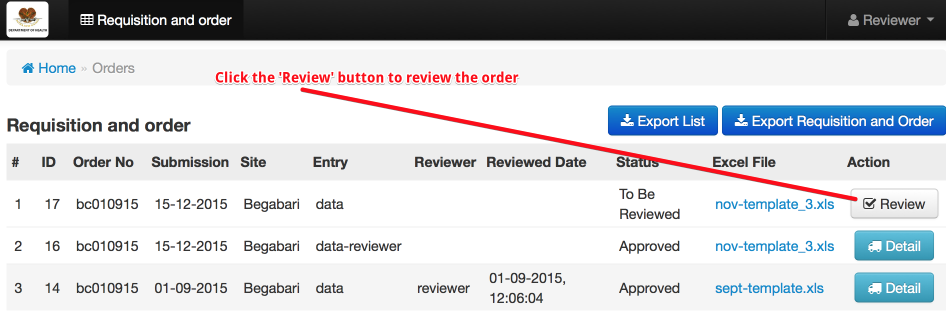 DEPARTMENT OF HEALTH
Requisition and order
Reviewer
Home » Orders
Click the 'Review' button to review the order
Requisition and order
Export List
Export Requisition and Order
# ID Order No Submission Site Entry Reviewer Reviewed Date Status Excel File Action
1 17 bc010915 15-12-2015 Begabari data To Be Reviewed nov-template_3.xls Review
2 16 bc010915 15-12-2015 Begabari data-reviewer Approved nov-template_3.xls Detail
3 14 bc010915 01-09-2015 Begabari data reviewer 01-09-2015, 12:06:04 Approved sept-template.xls Detail